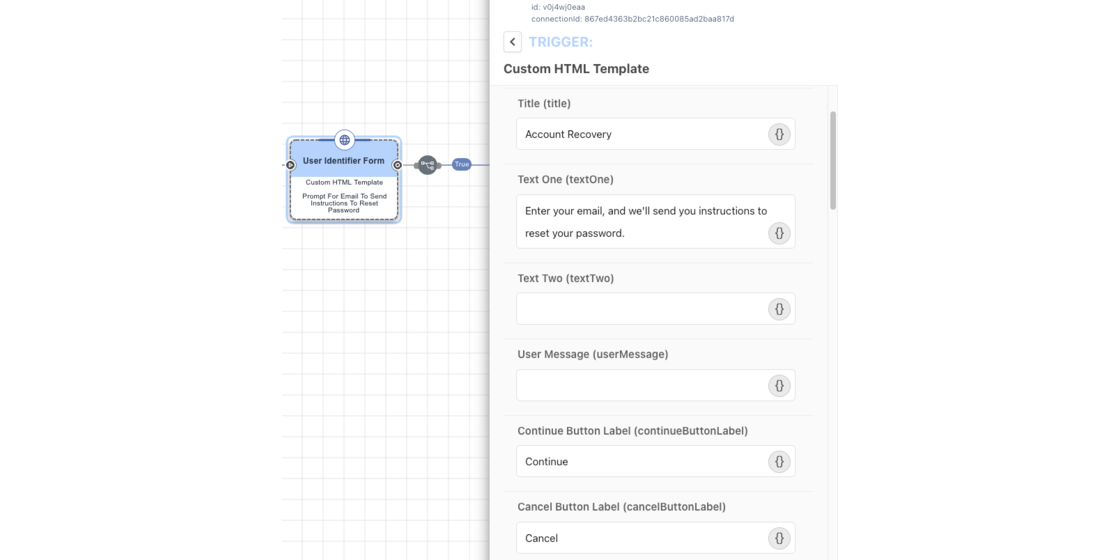 id: v0j4wj0eaa
connectionId: 867ed4363b2bc21c860085ad2baa817d
TRIGGER:
Custom HTML Template
Title (title)
Account Recovery
{}
Text One (textOne)
Enter your email, and we'll send you instructions to
reset your password.
{}
Text Two (textTwo)
{}
User Message (userMessage)
{}
Continue Button Label (continueButtonLabel)
Continue
{}
Cancel Button Label (cancelButtonLabel)
Cancel
{}
User Identifier Form
Custom HTML Template
Prompt For Email To Send
Instructions To Reset
Password
True